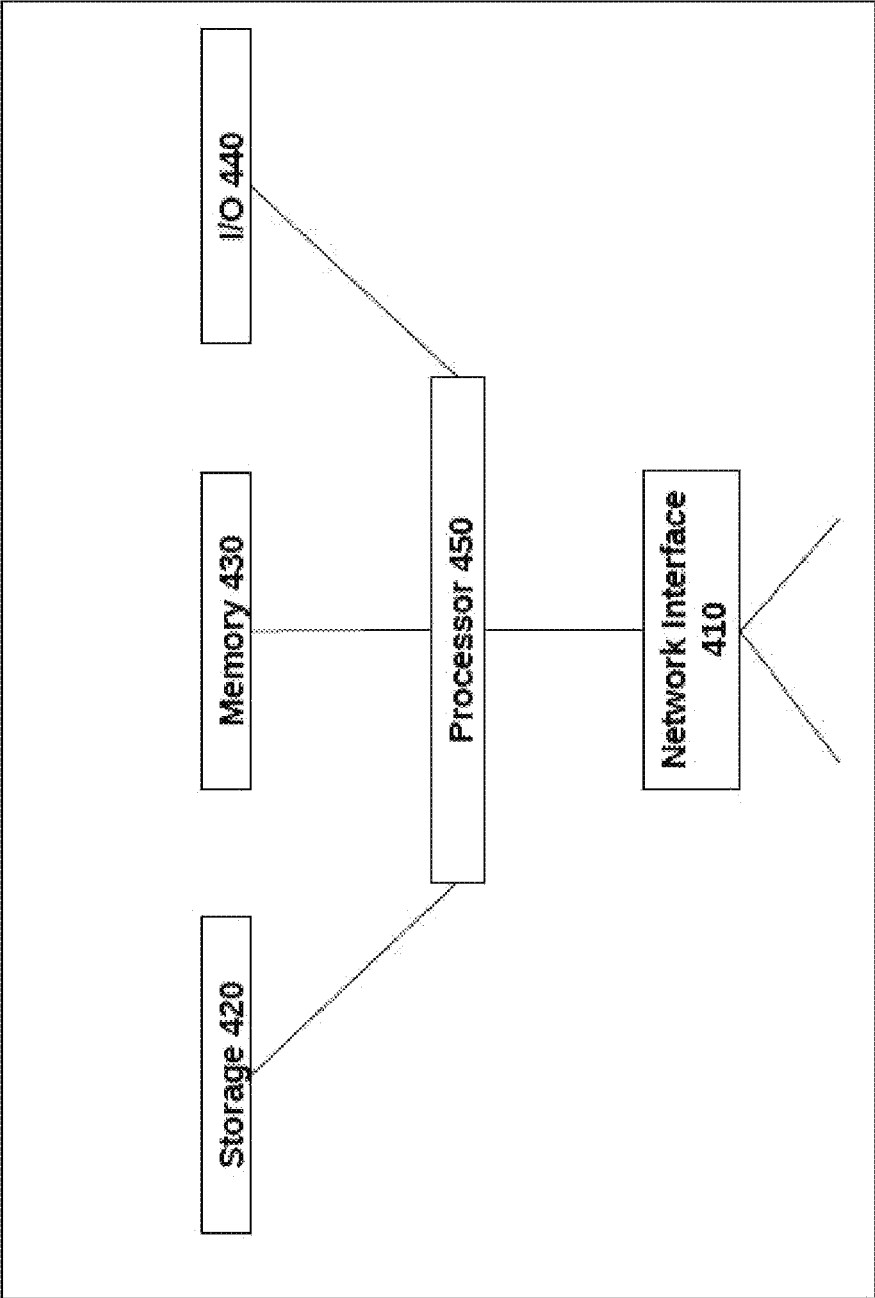 Storage 420
Memory 430
I/O 440
Processor 450
Network Interface
410